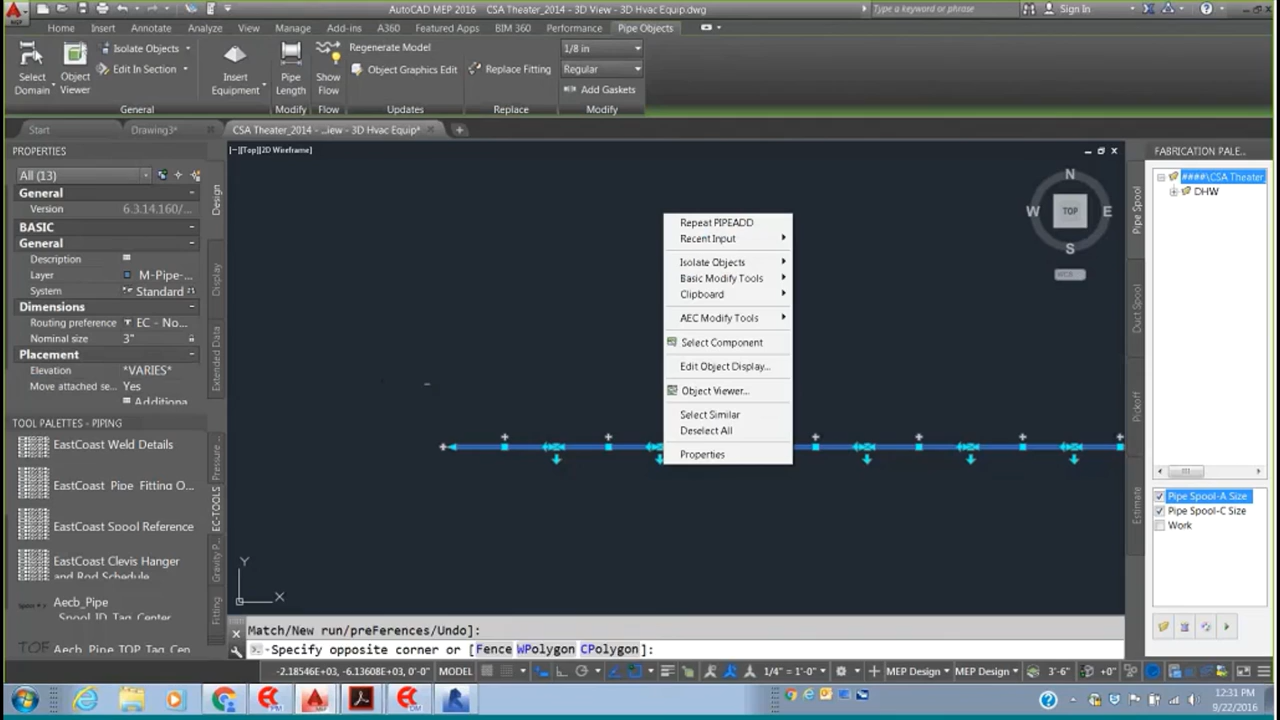 AutoCAD MEP 2016 CSA Theater_2014 - 3D View - 3D Hvac Equip.dwg
Type a keyword or phrase
Sign In
MEP
Home Insert Annotate View Manage Add-ins A360 Featured Apps BIM 360 Performance Pipe Objects
Select Domain
Object Viewer
Isolate Objects
Edit In Section
Insert Equipment
Pipe Length
Show Flow
Regenerate Model
Object Graphics Edit
Replace Fitting
1/8 in
Regular
Add Gaskets
General Modify Flow Updates Replace Modify
Start Drawing3* CSA Theater_2014 - ...iew - 3D Hvac Equip*
PROPERTIES
All (13)
General
Version 6.3.14.160/...
BASIC
General
Description
Layer M-Pipe-...
System Standard ...
Dimensions
Routing preference EC - No...
Nominal size 3"
Placement
Elevation *VARIES*
Move attached se... Yes
Additiona
Design
Display
Extended Data
TOOL PALETTES - PIPING
EastCoast Weld Details
EastCoast Pipe Fitting O...
EastCoast Spool Reference
EastCoast Clevis Hanger
and Rod Schedule
Aecb_Pipe
Spool_ID_Tag_Center
TOF Aecb_Pipe_TOP_Tag_Cen
Pressure...
EC-TOOLS
Gravity P...
Fitting
[−][Top][2D Wireframe]
N
W TOP E
S
WCS
Repeat PIPEADD
Recent Input
Isolate Objects
Basic Modify Tools
Clipboard
AEC Modify Tools
Select Component
Edit Object Display...
Object Viewer...
Select Similar
Deselect All
Properties
Y
X
FABRICATION PALE...
####\CSA Theater_
DHW
Pipe Spool
Duct Spool
Pickoff
Estimate
Pipe Spool-A Size
Pipe Spool-C Size
Work
Match/New run/preFerences/Undo]:
Specify opposite corner or [Fence WPolygon CPolygon]:
-2.18546E+03, -6.13608E+03, 0'-0" MODEL
1/4" = 1'-0" MEP Design MEP Design 3'-6" +0"
PM
MEP
DM
12:31 PM
9/22/2016